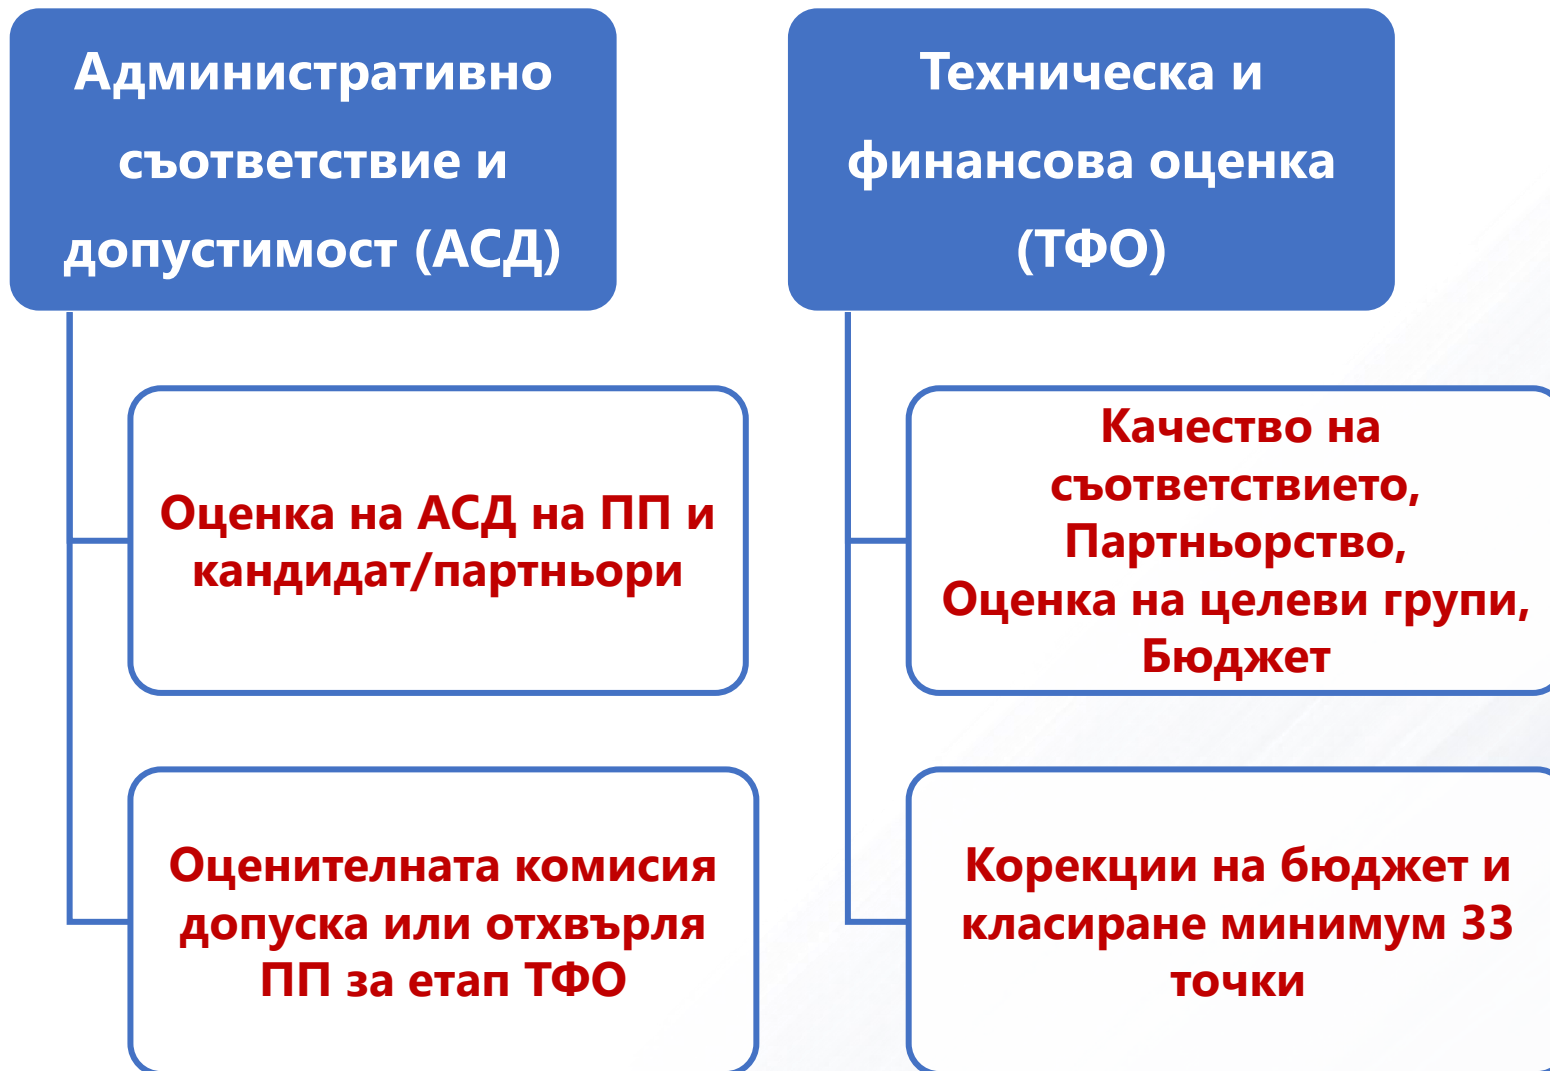 Административно
съответствие и
допустимост (АСД)
Оценка на АСД на ПП и
кандидат/партньори
Оценителната комисия
допуска или отхвърля
ПП за етап ТФО
Техническа и
финансова оценка
(ТФО)
Качество на
съответствието,
Партньорство,
Оценка на целеви групи,
Бюджет
Корекции на бюджет и
класиране минимум 33
точки